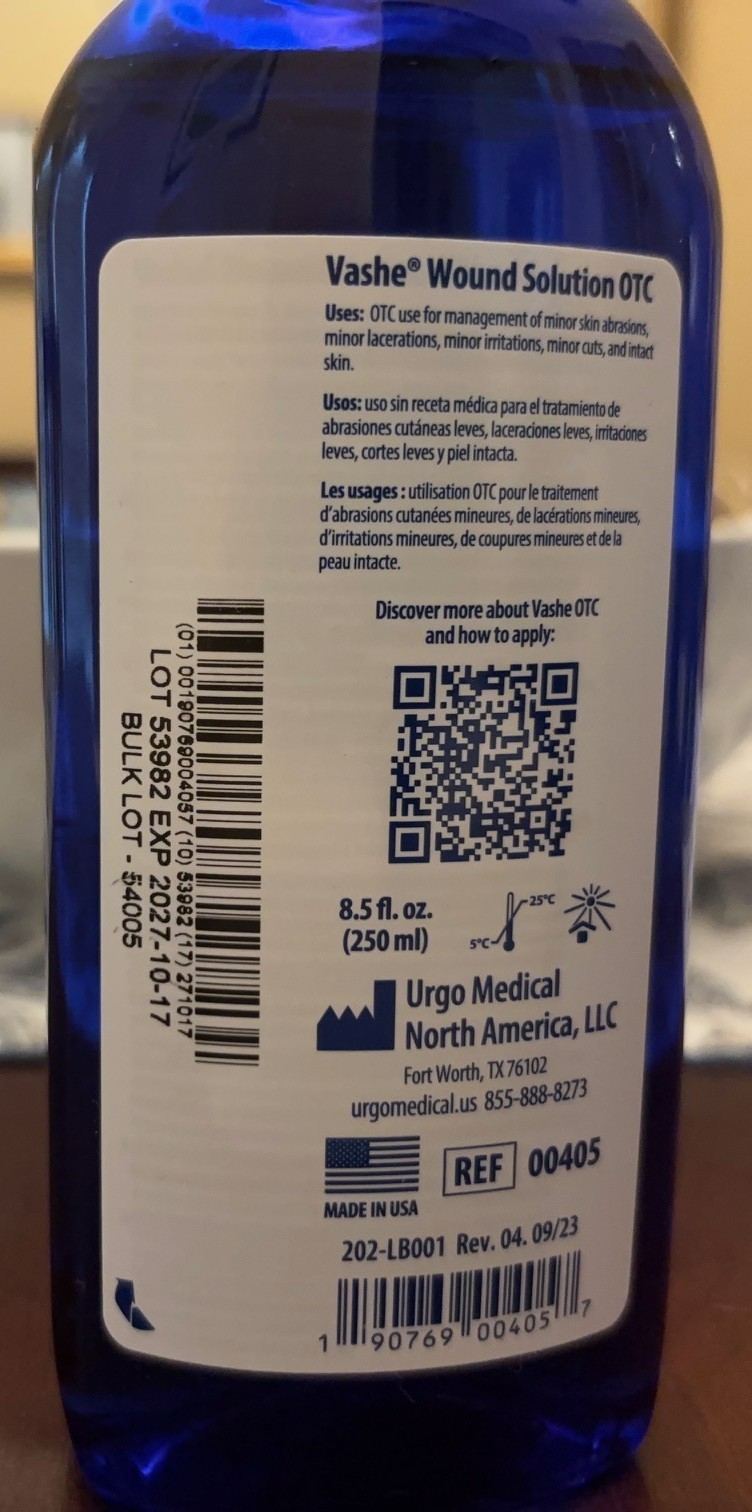 Vashe® Wound Solution OTC
Uses: OTC use for management of minor skin abrasions,
minor lacerations, minor irritations, minor cuts, and intact
skin.
Usos: uso sin receta médica para el tratamiento de
abrasiones cutáneas leves, laceraciones leves, irritaciones
leves, cortes leves y piel intacta.
Les usages : utilisation OTC pour le traitement
d'abrasions cutanées mineures, de lacérations mineures,
d'irritations mineures, de coupures mineures et de la
peau intacte.
Discover more about Vashe OTC
and how to apply:
8.5 fl. oz.
(250 ml)
5°C
25°C
Urgo Medical
North America, LLC
Fort Worth, TX 76102
urgomedical.us 855-888-8273
REF 00405
MADE IN USA
202-LB001 Rev. 04. 09/23
1 90769 00405 7
(01) 00190769004057 (10) 53982 (17) 271017
LOT 53982 EXP 2027-10-17
BULK LOT - 54005